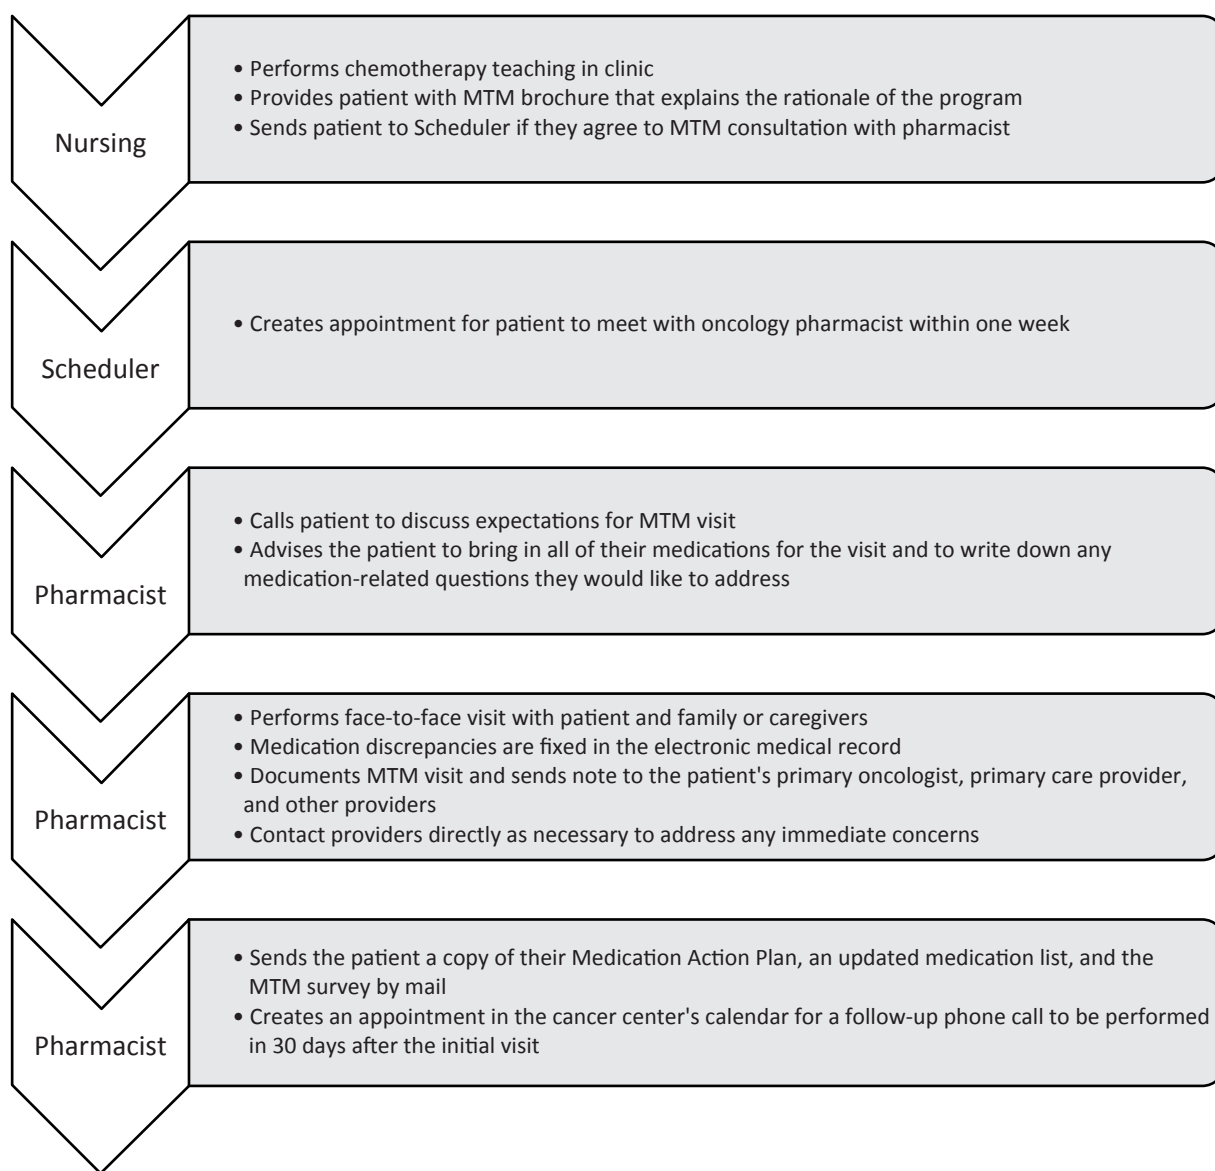 Nursing
• Performs chemotherapy teaching in clinic
• Provides patient with MTM brochure that explains the rationale of the program
• Sends patient to Scheduler if they agree to MTM consultation with pharmacist
Scheduler
• Creates appointment for patient to meet with oncology pharmacist within one week
Pharmacist
• Calls patient to discuss expectations for MTM visit
• Advises the patient to bring in all of their medications for the visit and to write down any
medication-related questions they would like to address
Pharmacist
• Performs face-to-face visit with patient and family or caregivers
• Medication discrepancies are fixed in the electronic medical record
• Documents MTM visit and sends note to the patient's primary oncologist, primary care provider,
and other providers
• Contact providers directly as necessary to address any immediate concerns
Pharmacist
• Sends the patient a copy of their Medication Action Plan, an updated medication list, and the
MTM survey by mail
• Creates an appointment in the cancer center's calendar for a follow-up phone call to be performed
in 30 days after the initial visit